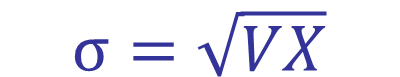 σ = √VX